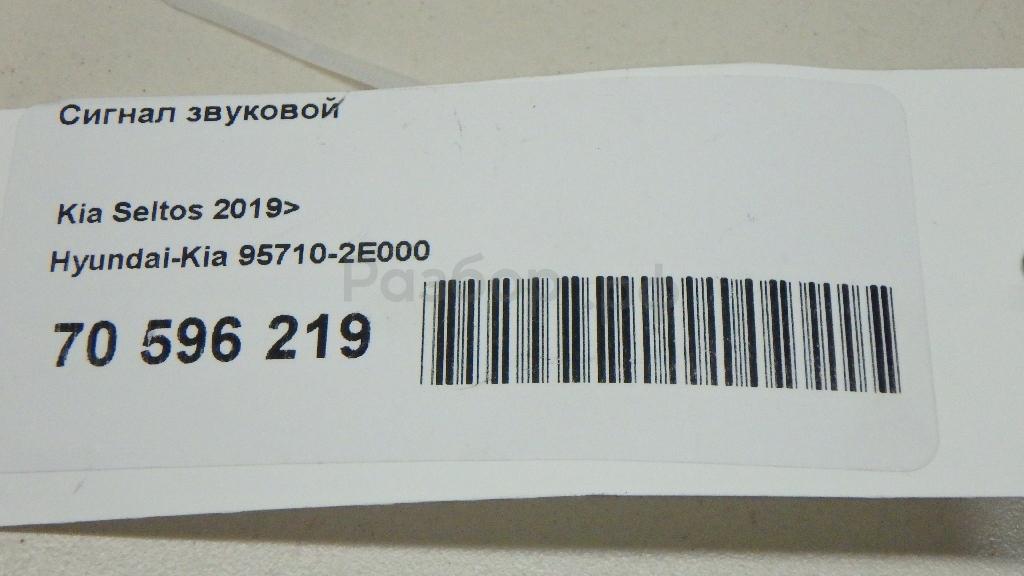 Сигнал звуковой
Kia Seltos 2019>
Hyundai-Kia 95710-2E000
70 596 219